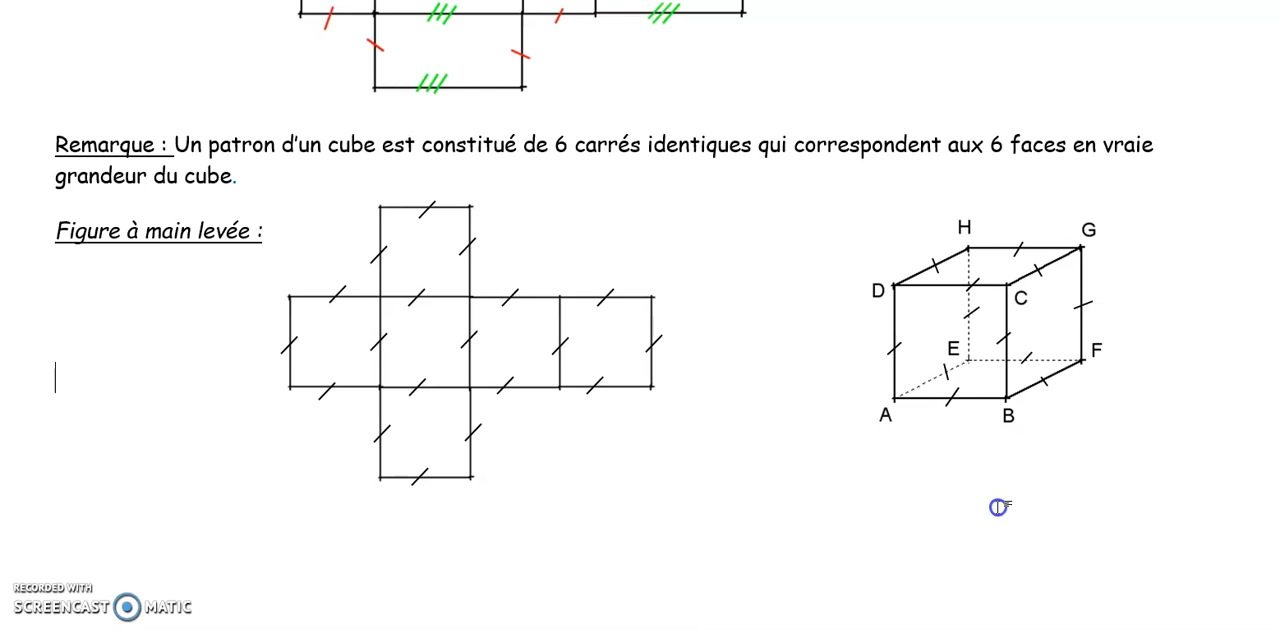 Remarque : Un patron d'un cube est constitué de 6 carrés identiques qui correspondent aux 6 faces en vraie
grandeur du cube.
Figure à main levée :
H
G
D
C
E
F
A
B
RECORDED WITH
SCREENCAST MATIC